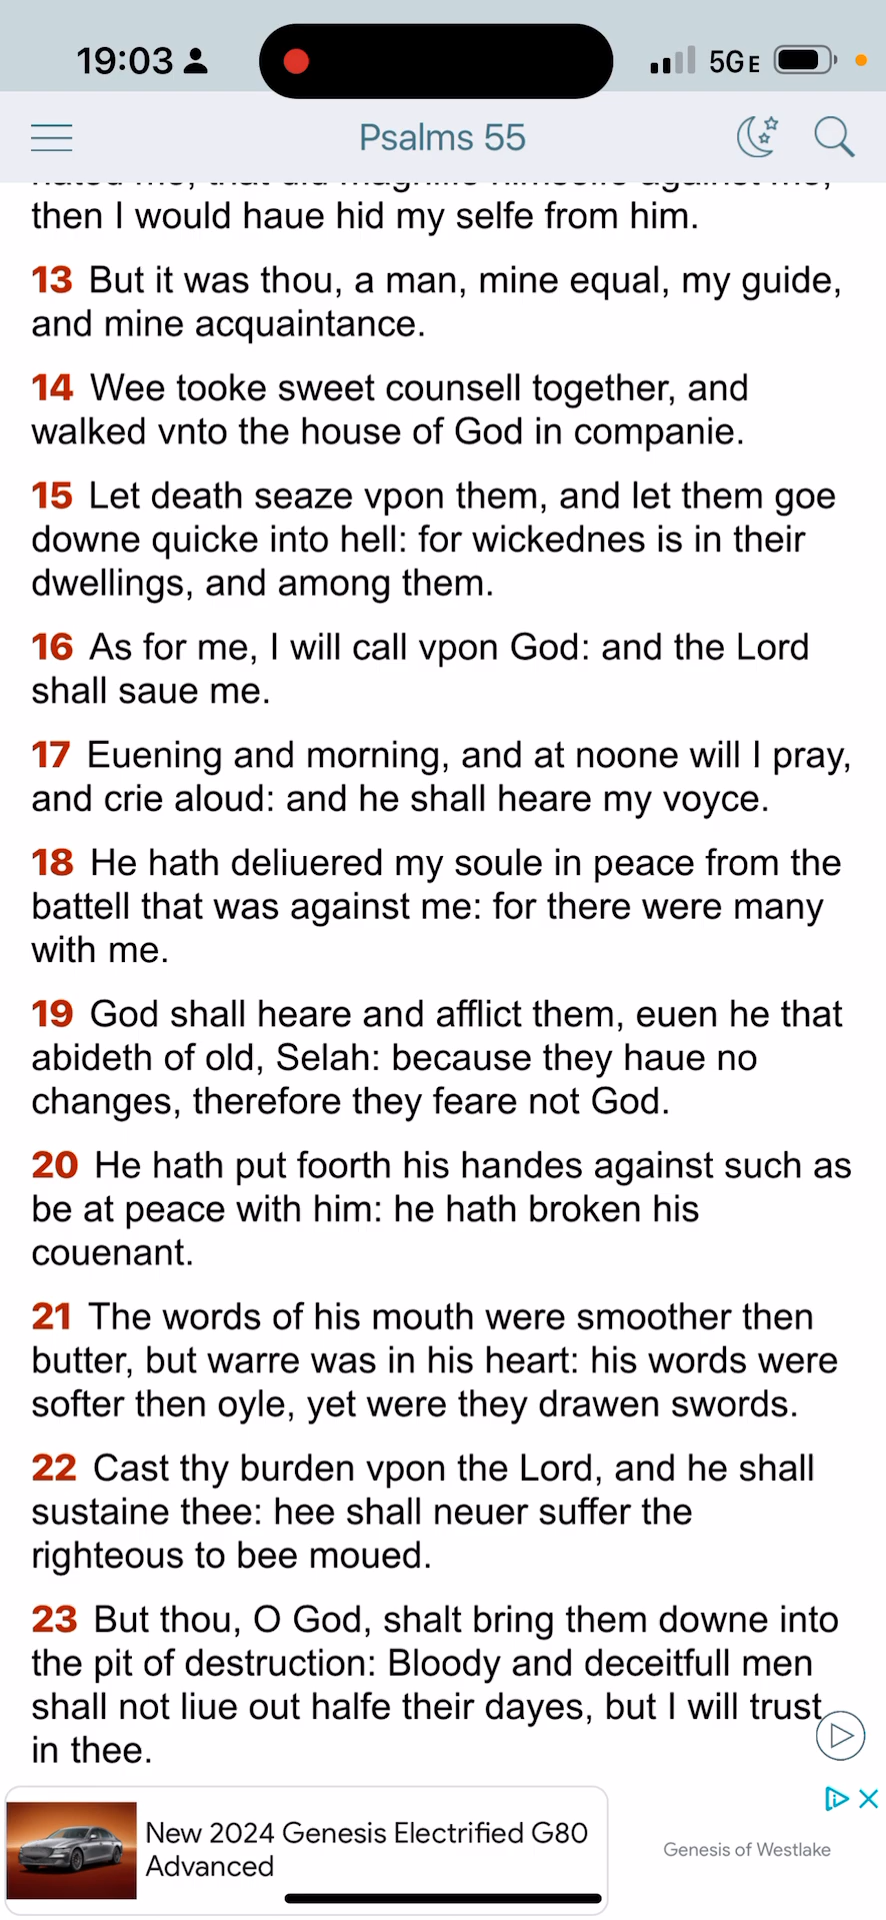 19:03
5GE
Psalms 55
then I would haue hid my selfe from him.
13 But it was thou, a man, mine equal, my guide,
and mine acquaintance.
14 Wee tooke sweet counsell together, and
walked vnto the house of God in companie.
15 Let death seaze vpon them, and let them goe
downe quicke into hell: for wickednes is in their
dwellings, and among them.
16 As for me, I will call vpon God: and the Lord
shall saue me.
17 Euening and morning, and at noone will I pray,
and crie aloud: and he shall heare my voyce.
18 He hath deliuered my soule in peace from the
battell that was against me: for there were many
with me.
19 God shall heare and afflict them, euen he that
abideth of old, Selah: because they haue no
changes, therefore they feare not God.
20 He hath put foorth his handes against such as
be at peace with him: he hath broken his
couenant.
21 The words of his mouth were smoother then
butter, but warre was in his heart: his words were
softer then oyle, yet were they drawen swords.
22 Cast thy burden vpon the Lord, and he shall
sustaine thee: hee shall neuer suffer the
righteous to bee moued.
23 But thou, O God, shalt bring them downe into
the pit of destruction: Bloody and deceitfull men
shall not liue out halfe their dayes, but I will trust
in thee.
New 2024 Genesis Electrified G80
Advanced
Genesis of Westlake